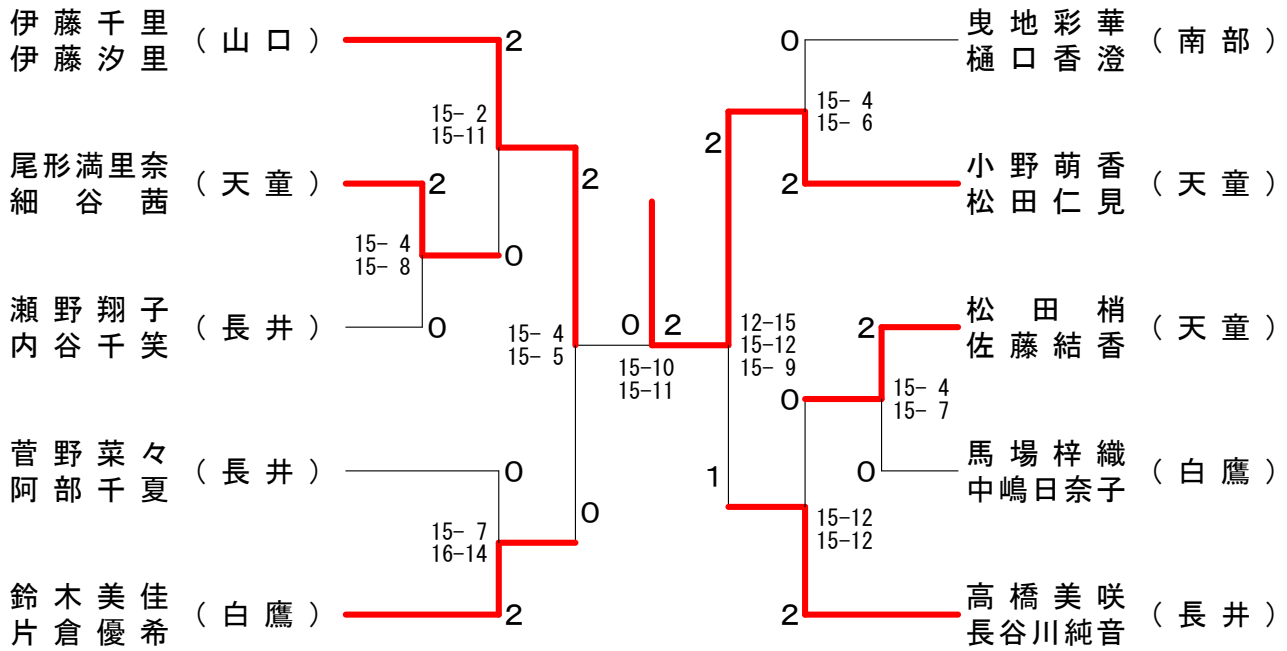 伊藤千里
伊藤汐里
(山口)
2
15- 2
15-11
尾形満里奈
細谷茜
(天童)
2
15- 4
15- 8
0
瀬野翔子
内谷千笑
(長井)
0
2
15- 4
15- 5
菅野菜々
阿部千夏
(長井)
0
15- 7
16-14
0
鈴木美佳
片倉優希
(白鷹)
2
0 2
15-10
15-11
0
曳地彩華
樋口香澄
(南部)
15- 4
15- 6
2
2
小野萌香
松田仁見
(天童)
12-15
15-12
15- 9
2
松田梢
佐藤結香
(天童)
0
15- 4
15- 7
1
0
馬場梓織
中嶋日奈子
(白鷹)
15-12
15-12
2
高橋美咲
長谷川純音
(長井)